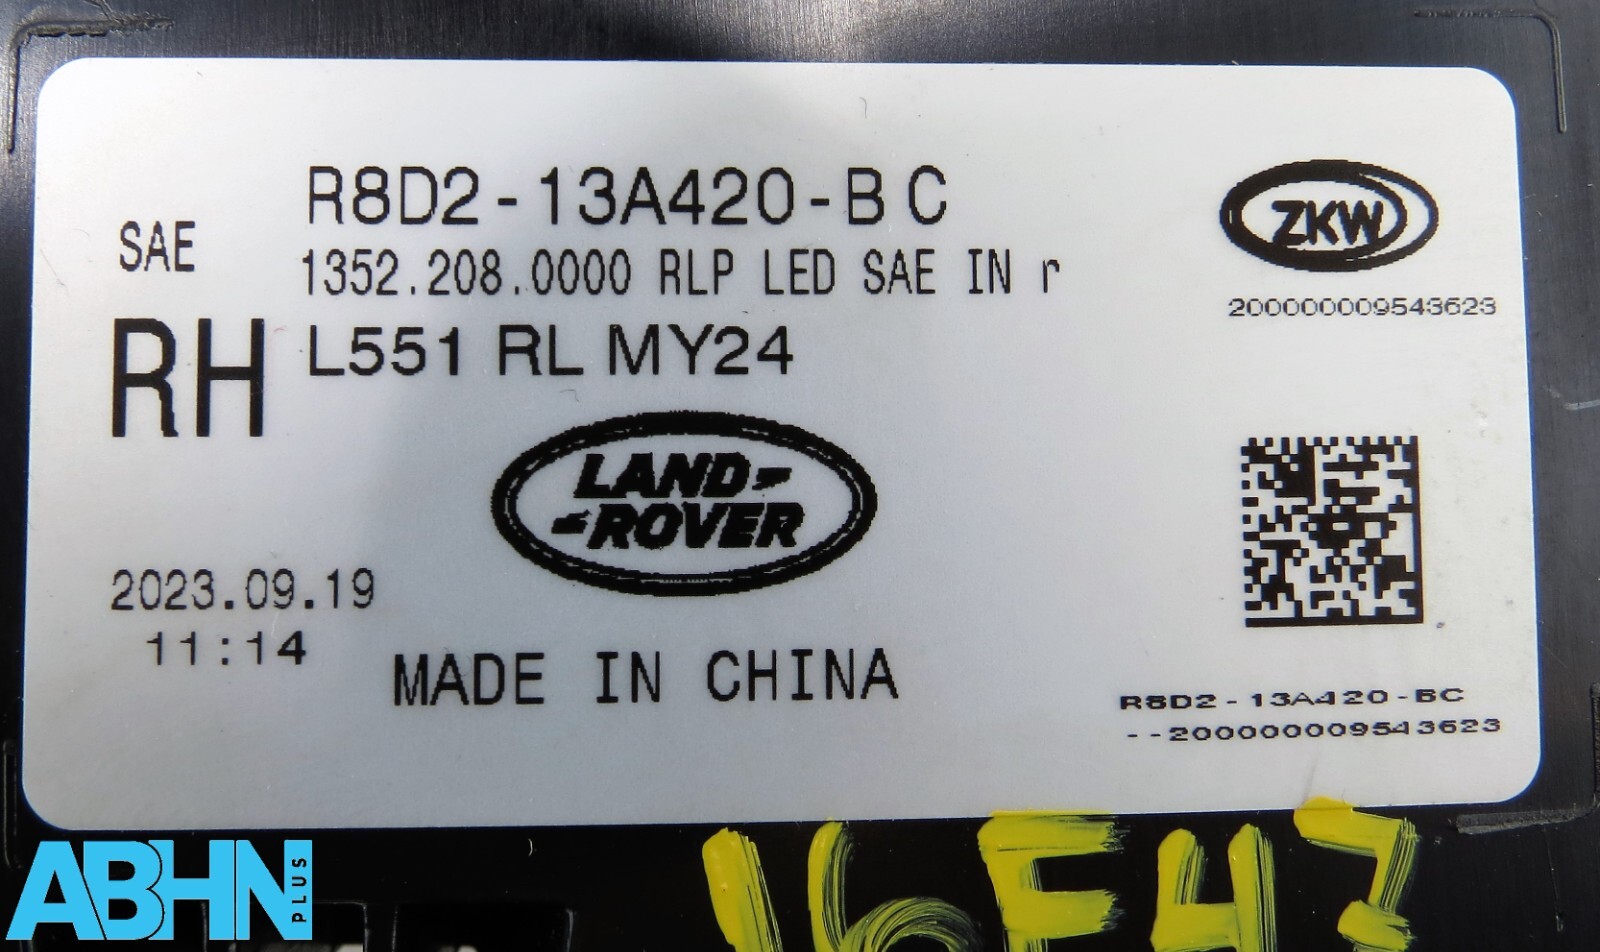 R8D2-13A420-BC
SAE
1352.208.0000 RLP LED SAE IN r
RH
L551 RL MY24
ZKW
200000009543623
LAND
ROVER
2023.09.19
11:14
MADE IN CHINA
R8D2-13A420-BC
--200000009543623
ABHN PLUS